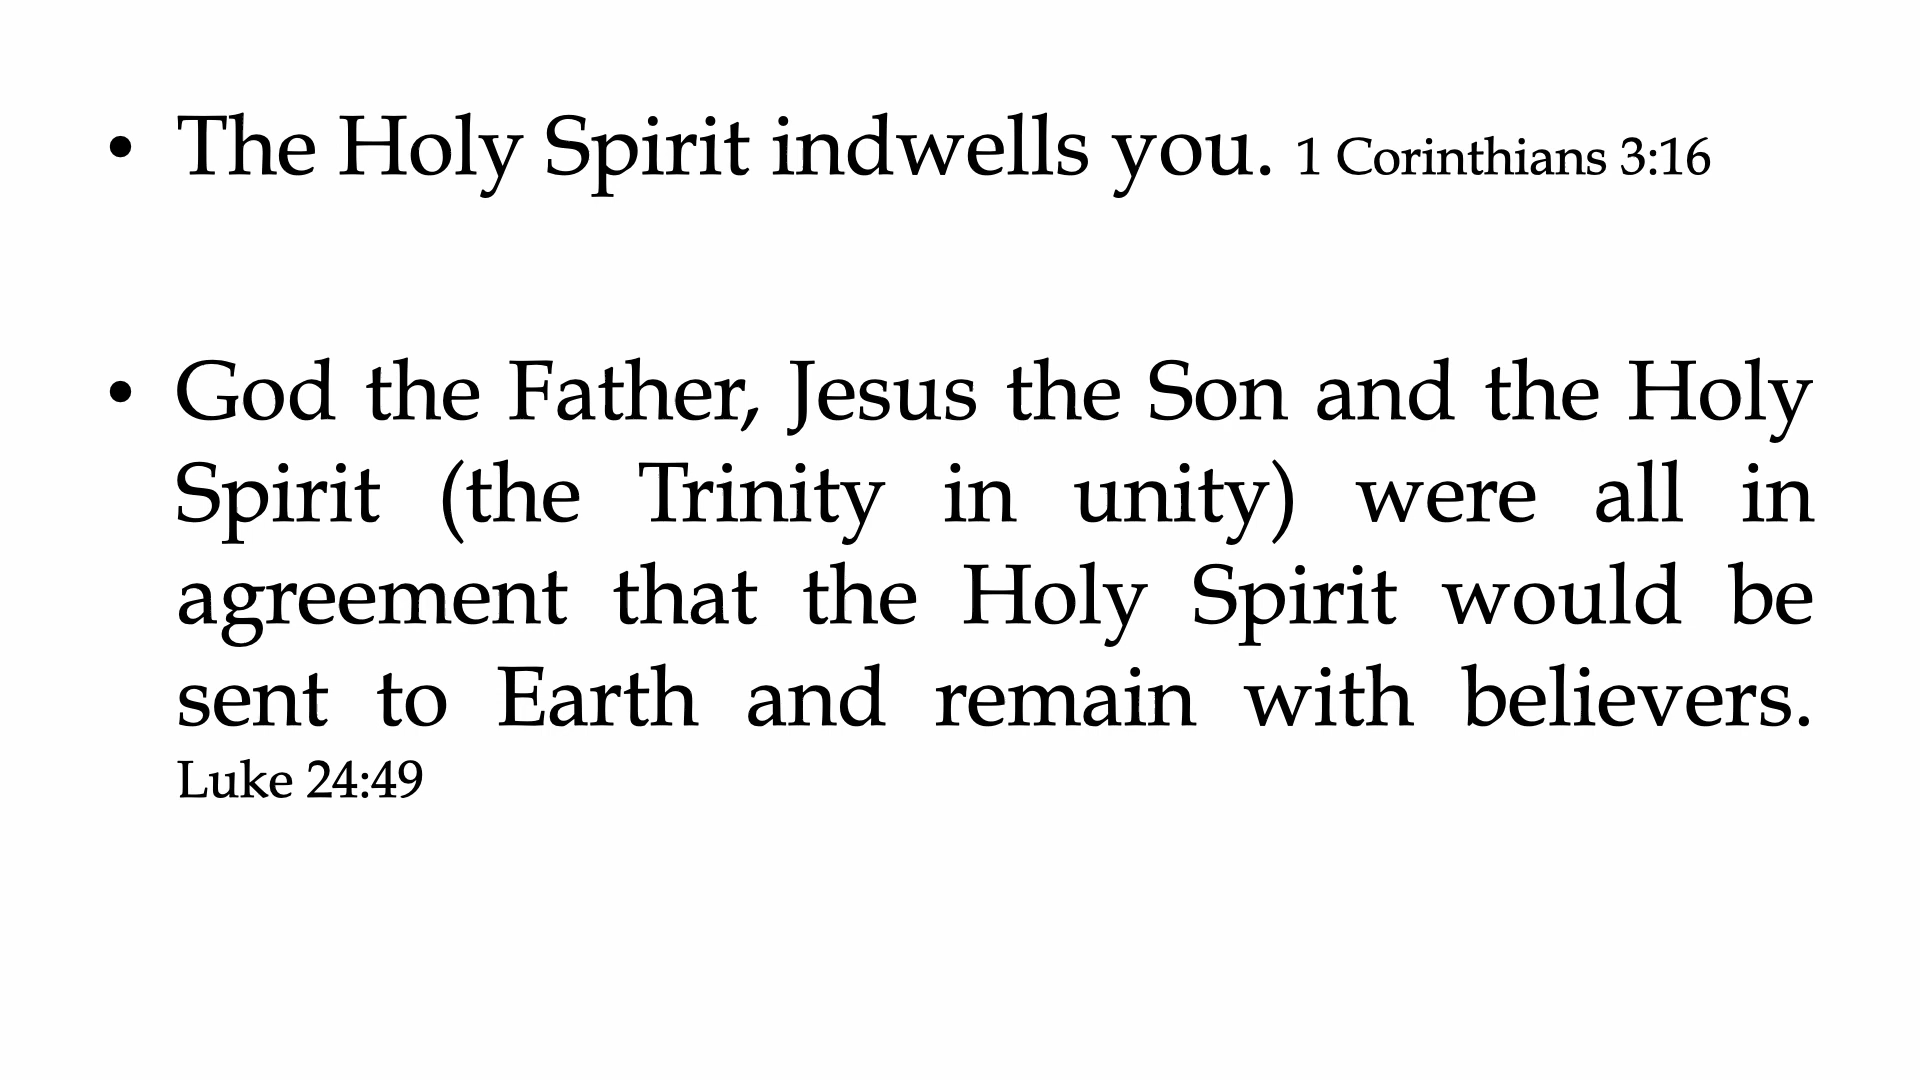 • The Holy Spirit indwells you. 1 Corinthians 3:16
• God the Father, Jesus the Son and the Holy
Spirit (the Trinity in unity) were all in
agreement that the Holy Spirit would be
sent to Earth and remain with believers.
Luke 24:49